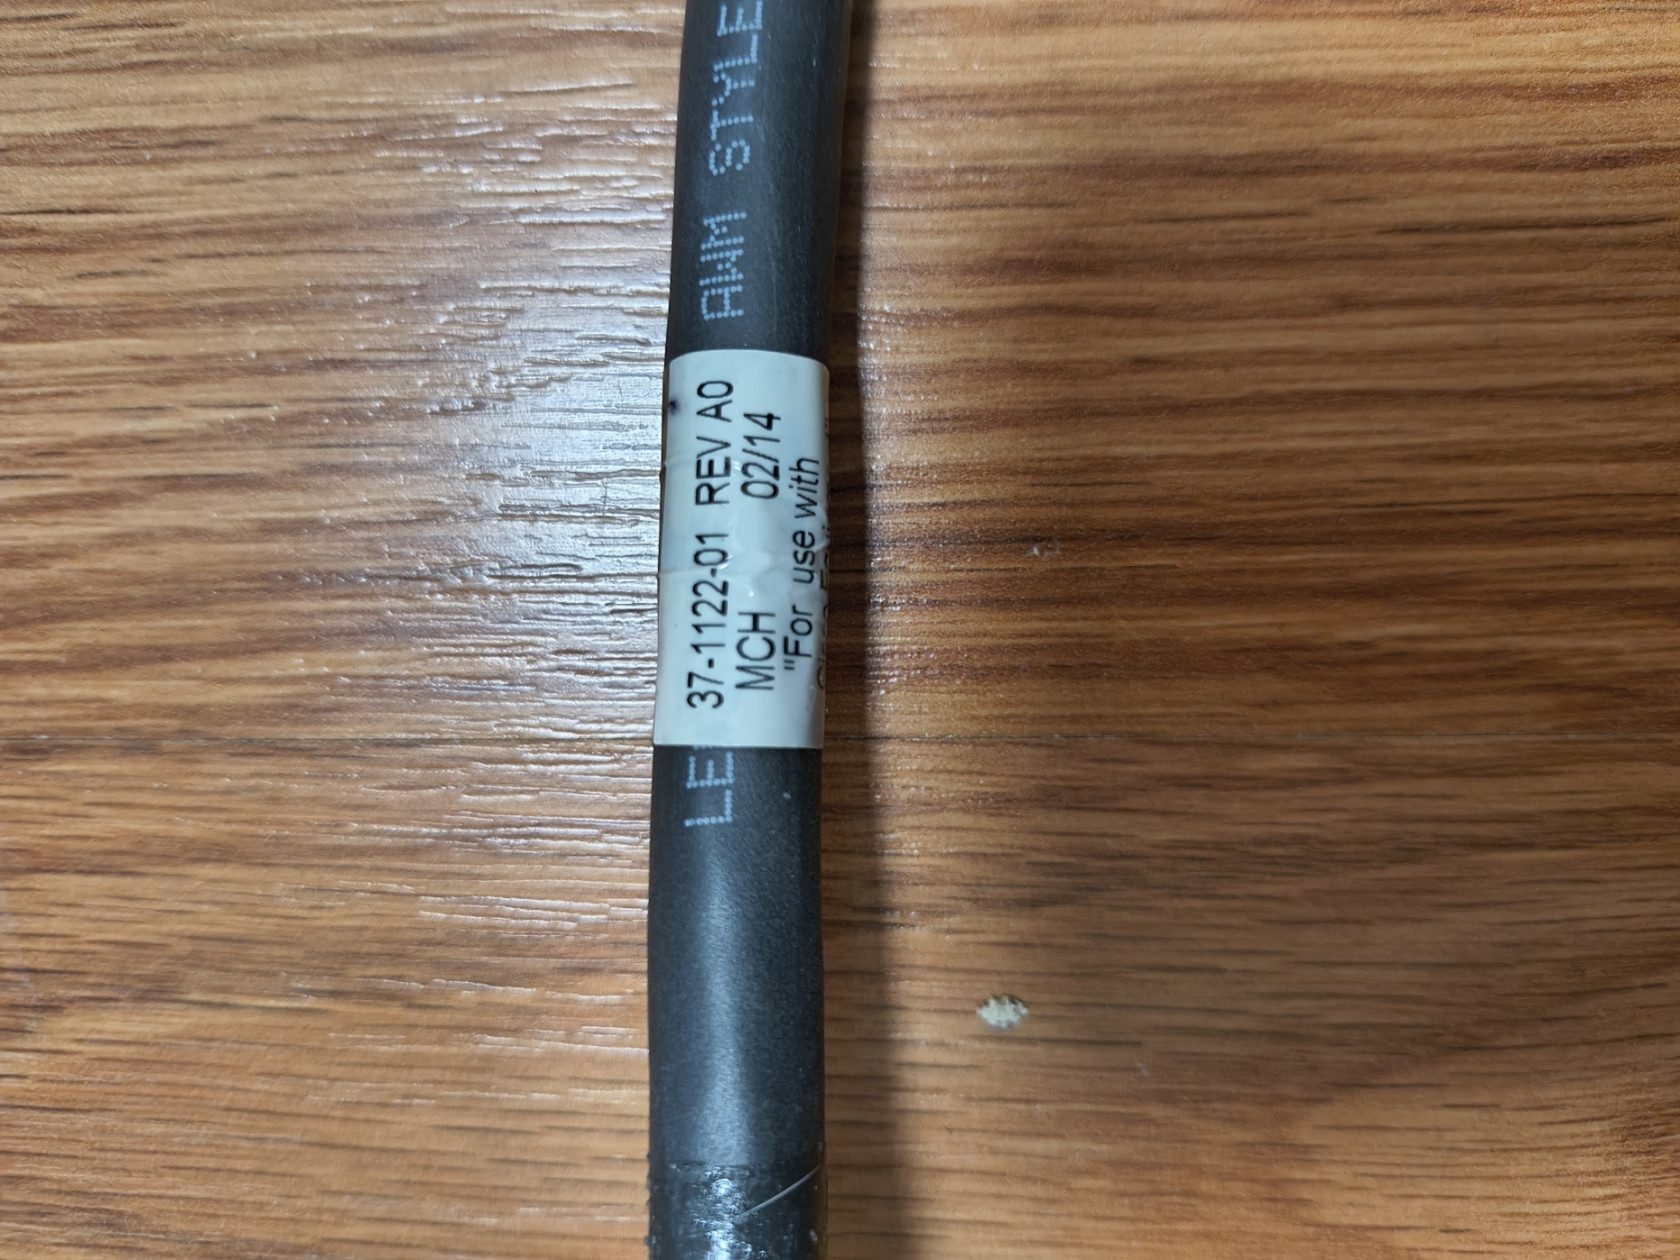 AWM STYLE
37-1122-01 REV A0
MCH 02/14
"For use with
LE